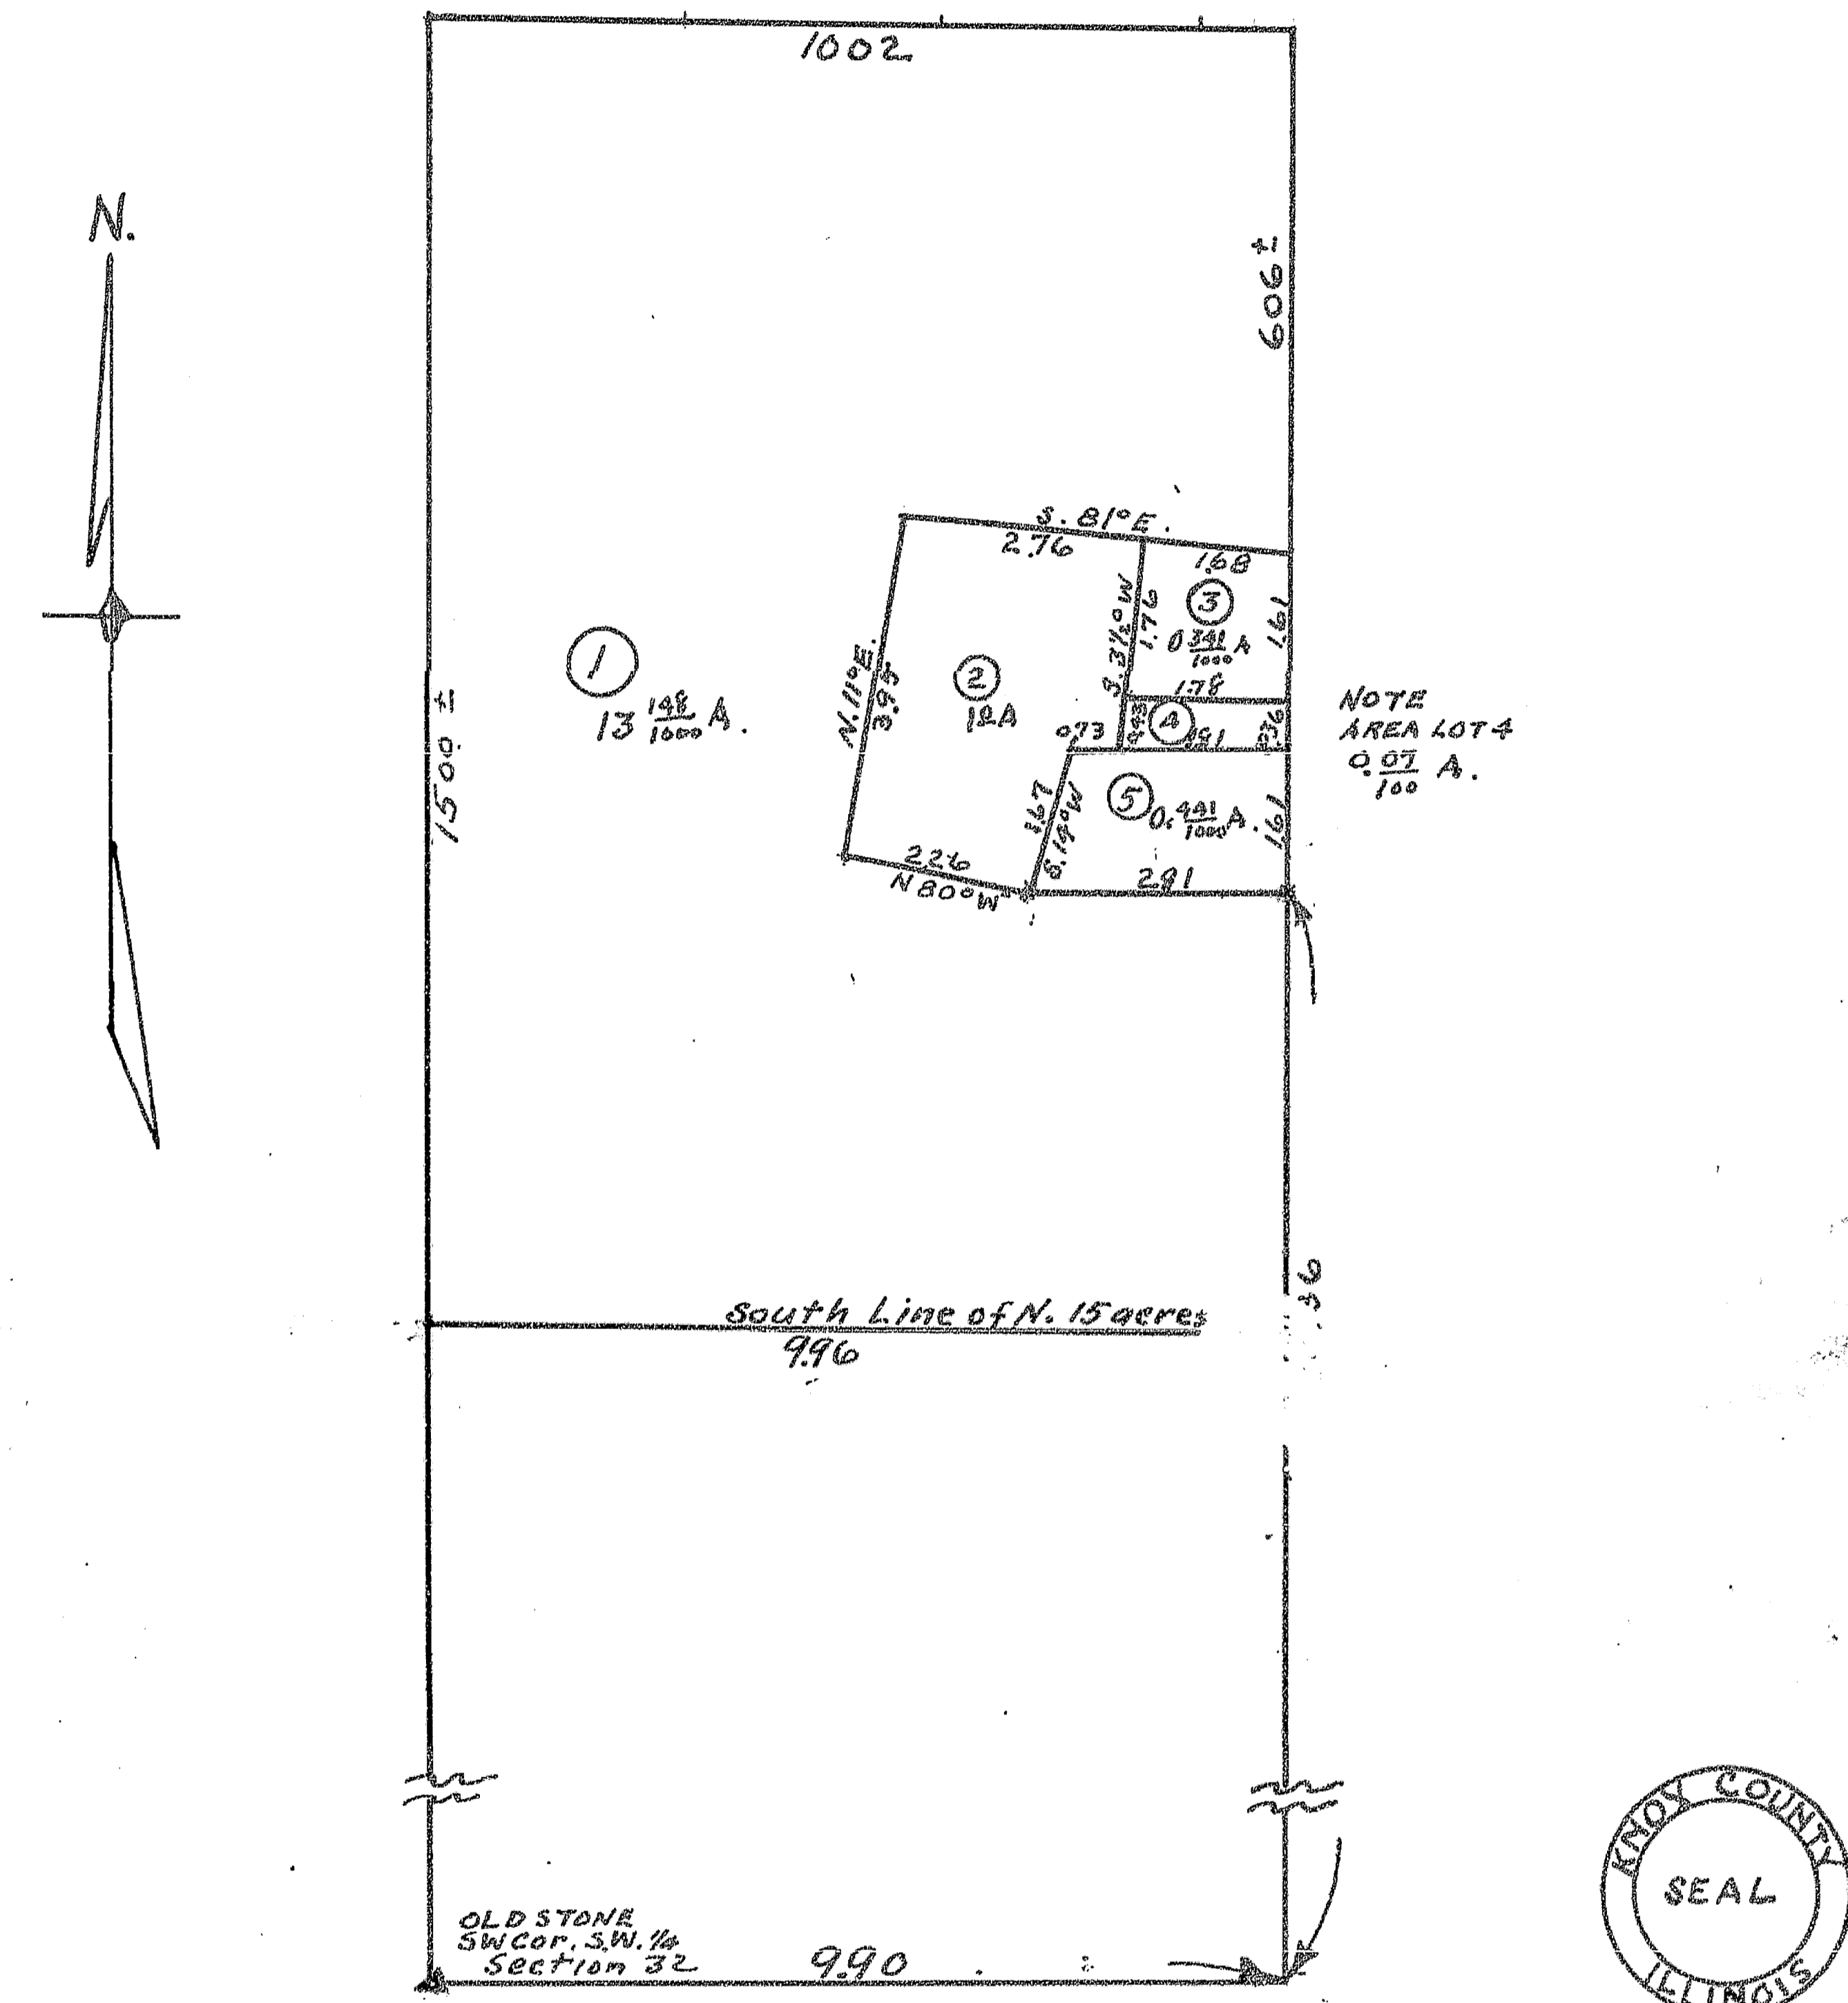 1002
N.
606 ±
S. 81° E.
2.76
1.68
3
0 341/1000 A
1.61
S. 3½° W
1.76
N. 11° E.
3.95
2
1
13 148/1000 A.
1500 ±
1.78
4
.36
0.73
1.67
S. 14° W
5
0. 441/1000 A.
1.61
2.26
N 80° W
2.91
NOTE
AREA LOT 4
0. 07/100 A.
.36
South Line of N. 15 acres
9.96
OLD STONE
SW Cor. S.W. ¼
Section 32
9.90
KNOX COUNTY
SEAL
ILLINOIS